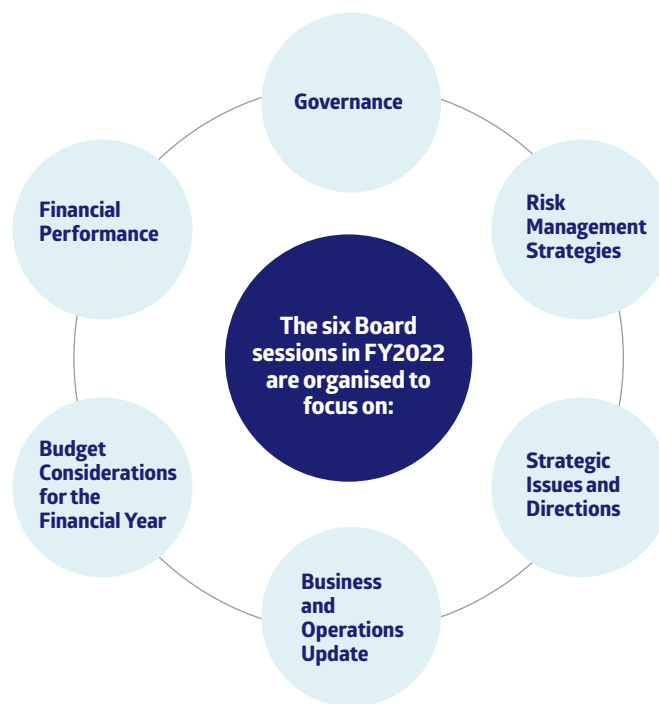 Governance
Risk
Management
Strategies
Strategic
Issues and
Directions
Business
and
Operations
Update
Budget
Considerations
for the
Financial Year
Financial
Performance
The six Board
sessions in FY2022
are organised to
focus on: